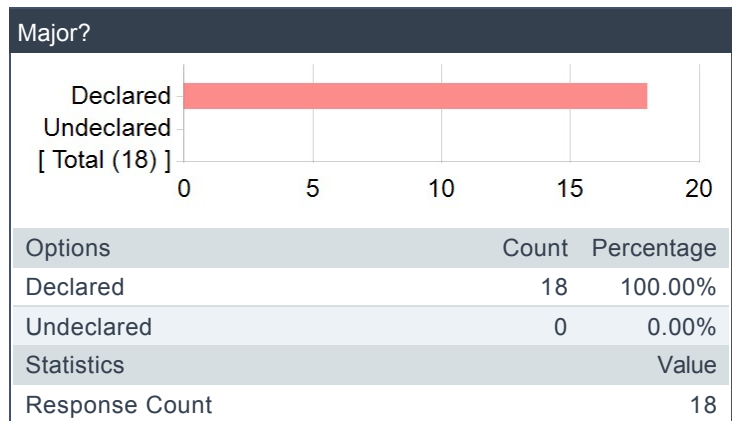 Major?
Declared
Undeclared
[ Total (18) ]
0 5 10 15 20
Options Count Percentage
Declared 18 100.00%
Undeclared 0 0.00%
Statistics Value
Response Count 18